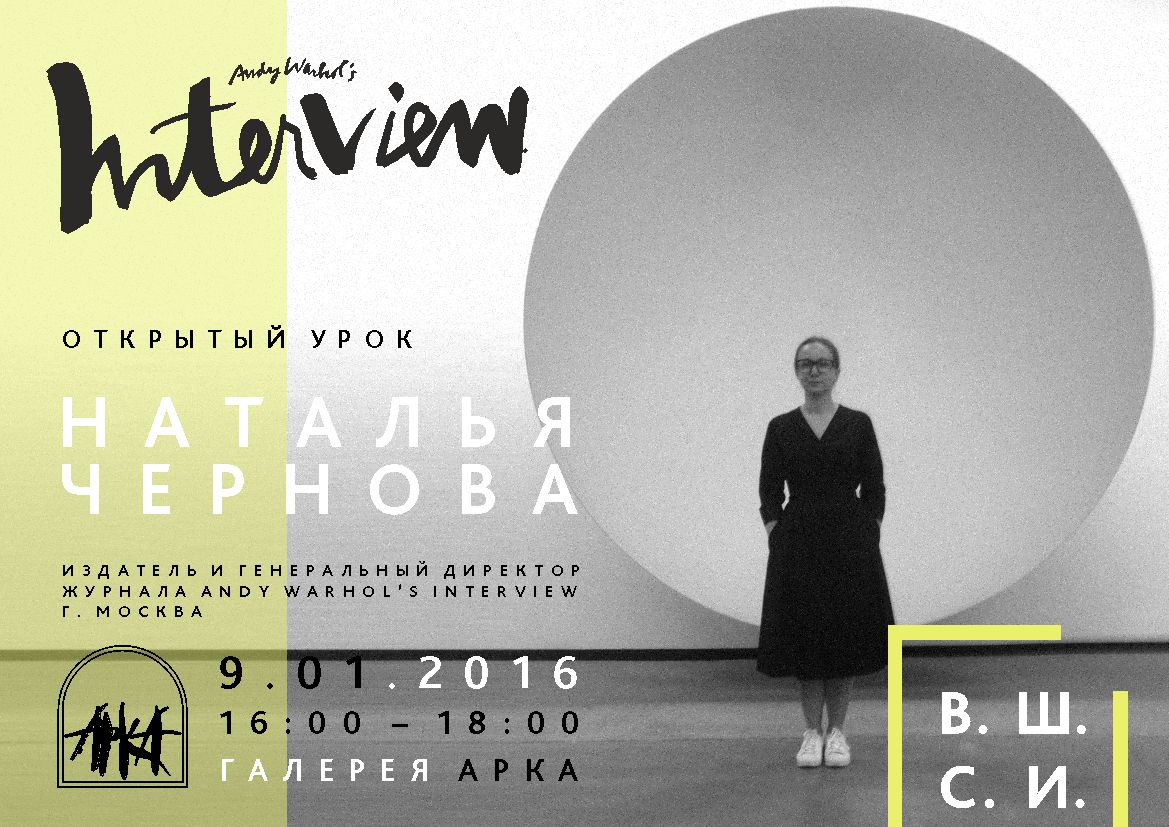 Andy Warhol's
Interview
ОТКРЫТЫЙ УРОК
НАТАЛЬЯ
ЧЕРНОВА
ИЗДАТЕЛЬ И ГЕНЕРАЛЬНЫЙ ДИРЕКТОР
ЖУРНАЛА ANDY WARHOL'S INTERVIEW
Г. МОСКВА
АРКА
9.01.2016
16:00 – 18:00
ГАЛЕРЕЯ АРКА
В. Ш.
С. И.